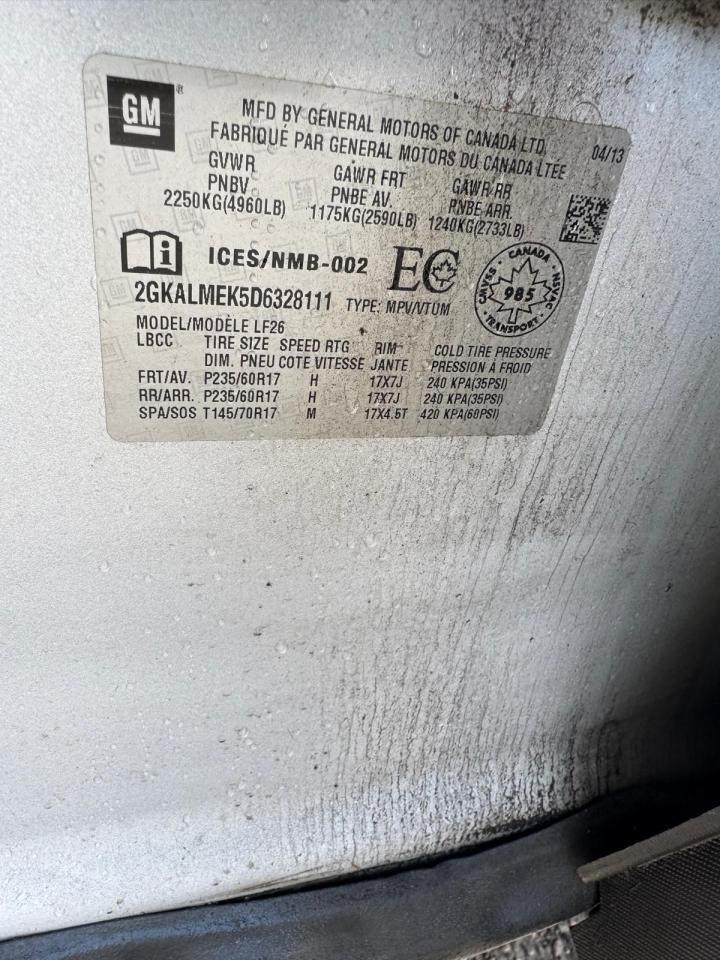 GM
MFD BY GENERAL MOTORS OF CANADA LTD.
04/13
FABRIQUÉ PAR GENERAL MOTORS DU CANADA LTEE
GVWR GAWR FRT GAWR RR
PNBV PNBE AV. PNBE ARR.
2250KG(4960LB) 1175KG(2590LB) 1240KG(2733LB)
i ICES/NMB-002 EC
CANADA
CMVSS 985 NSVAC
TRANSPORT
2GKALMEK5D6328111 TYPE: MPV/VTUM
MODEL/MODÈLE LF26
LBCC TIRE SIZE SPEED RTG RIM COLD TIRE PRESSURE
DIM. PNEU COTE VITESSE JANTE PRESSION À FROID
FRT/AV. P235/60R17 H 17X7J 240 KPA(35PSI)
RR/ARR. P235/60R17 H 17X7J 240 KPA(35PSI)
SPA/SOS T145/70R17 M 17X4.5T 420 KPA(60PSI)